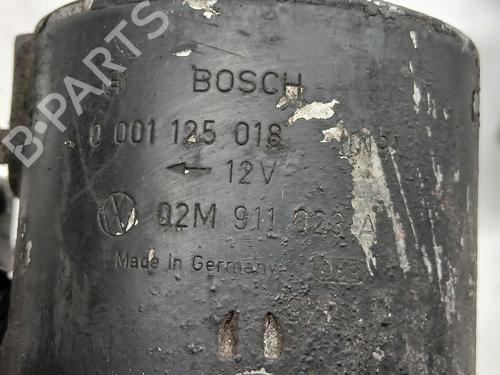 B-PARTS
BOSCH
0 001 125 018
12V
02M 911 023 A
Made in Germany